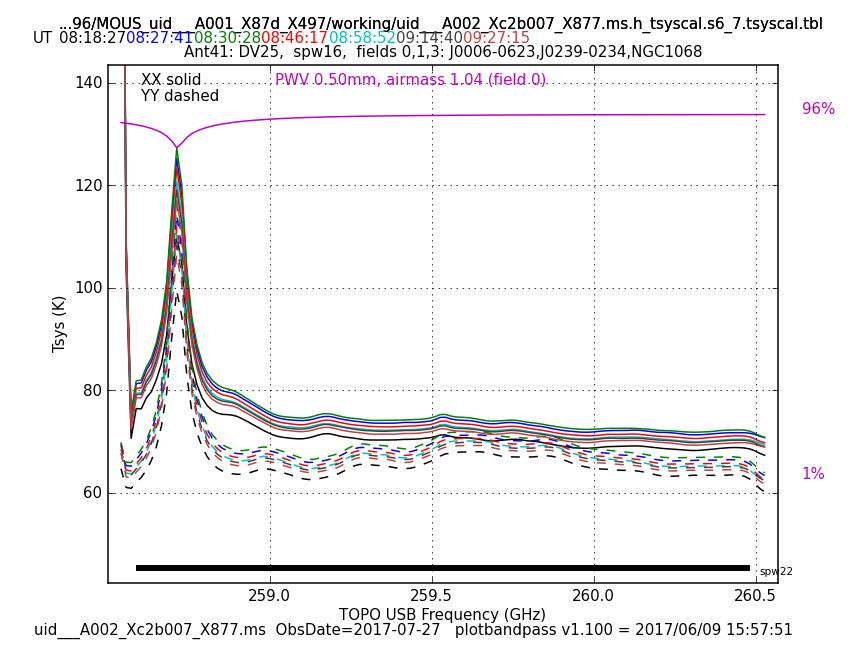 ...96/MOUS_uid___A001_X87d_X497/working/uid___A002_Xc2b007_X877.ms.h_tsyscal.s6_7.tsyscal.tbl
UT 08:18:27 08:27:41 08:30:28 08:46:17 08:58:52 09:14:40 09:27:15
Ant41: DV25, spw16, fields 0,1,3: J0006-0623,J0239-0234,NGC1068
XX solid
YY dashed
PWV 0.50mm, airmass 1.04 (field 0)
96%
1%
140
120
100
80
60
Tsys (K)
spw22
259.0 259.5 260.0 260.5
TOPO USB Frequency (GHz)
uid___A002_Xc2b007_X877.ms ObsDate=2017-07-27 plotbandpass v1.100 = 2017/06/09 15:57:51